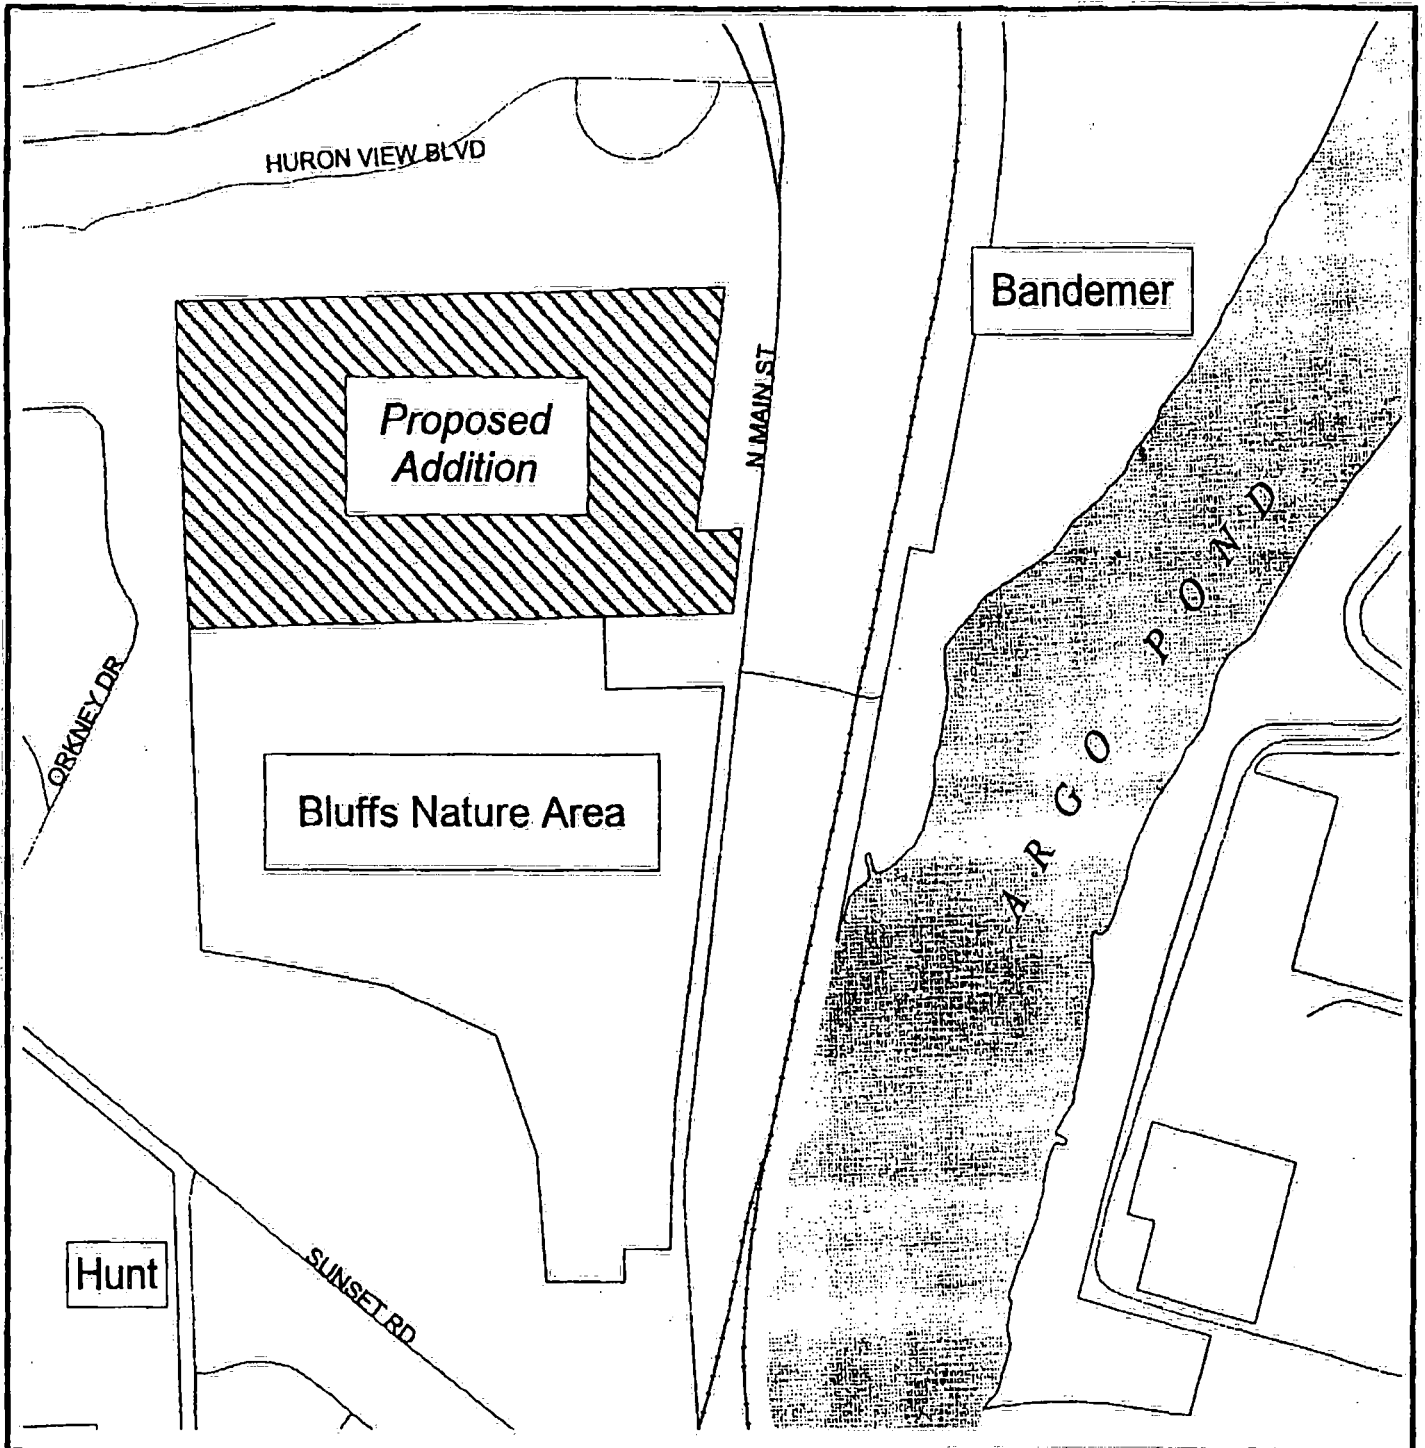 HURON VIEW BLVD
Bandemer
N MAIN ST
Proposed
Addition
ARGO POND
ORKNEY DR
Bluffs Nature Area
Hunt
SUNSET RD